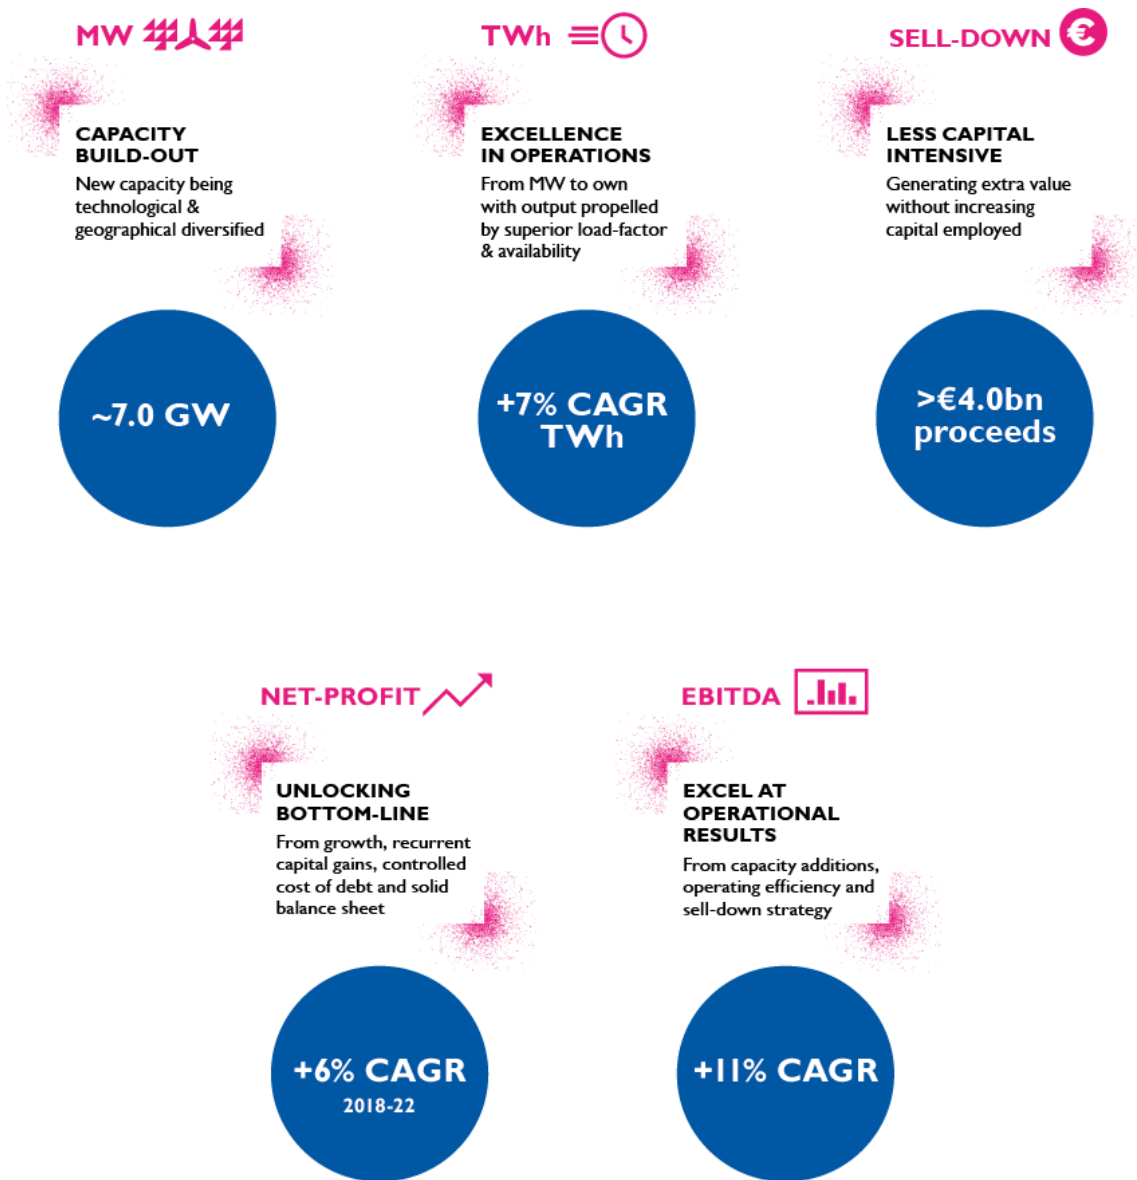 MW
CAPACITY
BUILD-OUT
New capacity being
technological &
geographical diversified
~7.0 GW
TWh
EXCELLENCE
IN OPERATIONS
From MW to own
with output propelled
by superior load-factor
& availability
+7% CAGR
TWh
SELL-DOWN €
LESS CAPITAL
INTENSIVE
Generating extra value
without increasing
capital employed
>€4.0bn
proceeds
NET-PROFIT
UNLOCKING
BOTTOM-LINE
From growth, recurrent
capital gains, controlled
cost of debt and solid
balance sheet
+6% CAGR
2018-22
EBITDA
EXCEL AT
OPERATIONAL
RESULTS
From capacity additions,
operating efficiency and
sell-down strategy
+11% CAGR